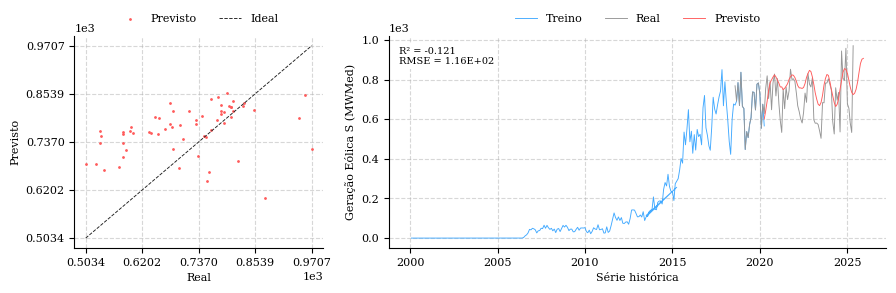 Previsto Ideal
1e3
0.9707
0.8539
0.7370
0.6202
0.5034
Previsto
0.5034 0.6202 0.7370 0.8539 0.9707
Real
1e3
Treino Real Previsto
1e3
R² = -0.121
RMSE = 1.16E+02
1.0
0.8
0.6
0.4
0.2
0.0
Geração Eólica S (MWMed)
2000 2005 2010 2015 2020 2025
Série histórica